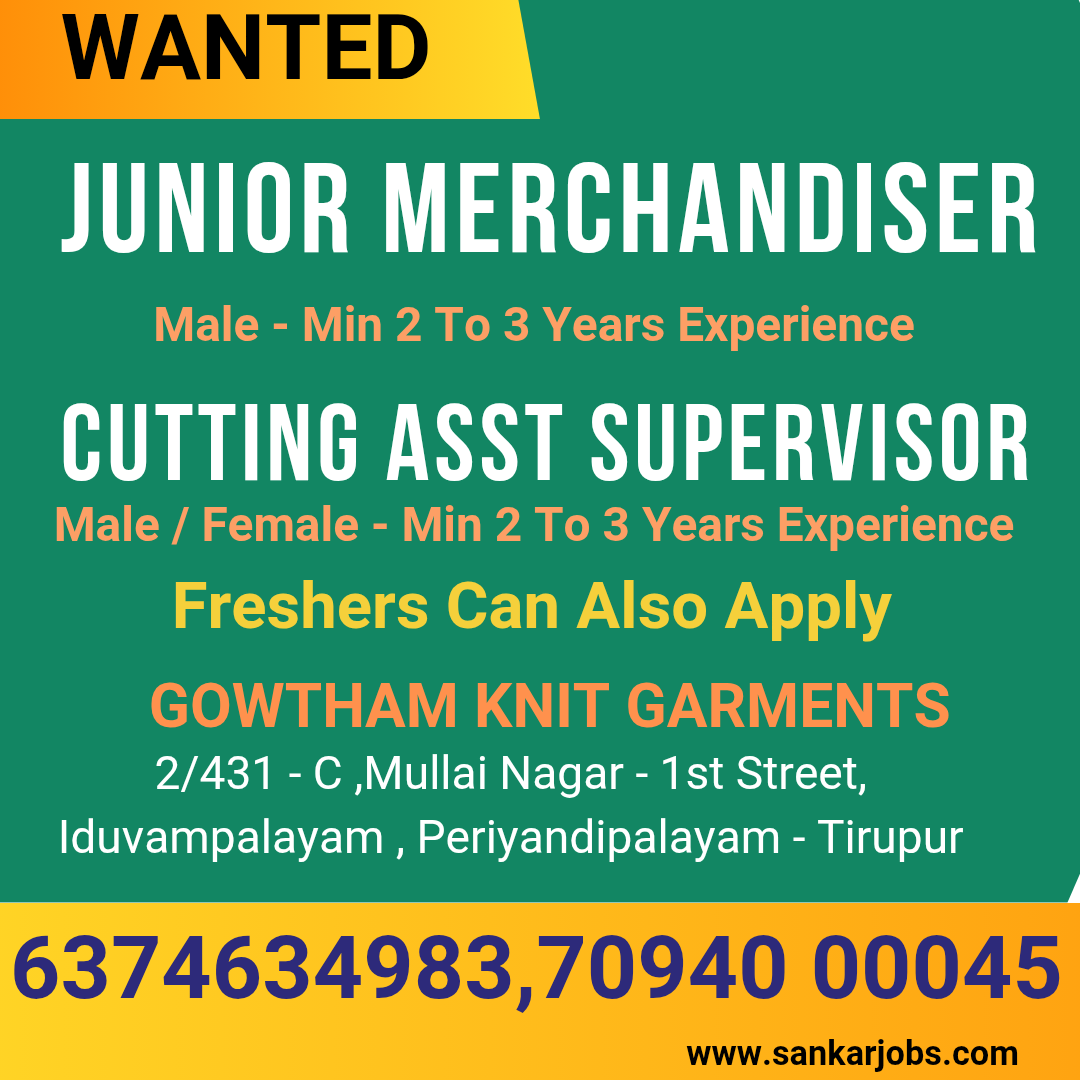 WANTED
JUNIOR MERCHANDISER
Male - Min 2 To 3 Years Experience
CUTTING ASST SUPERVISOR
Male / Female - Min 2 To 3 Years Experience
Freshers Can Also Apply
GOWTHAM KNIT GARMENTS
2/431 - C ,Mullai Nagar - 1st Street,
Iduvampalayam , Periyandipalayam - Tirupur
6374634983,70940 00045
www.sankarjobs.com